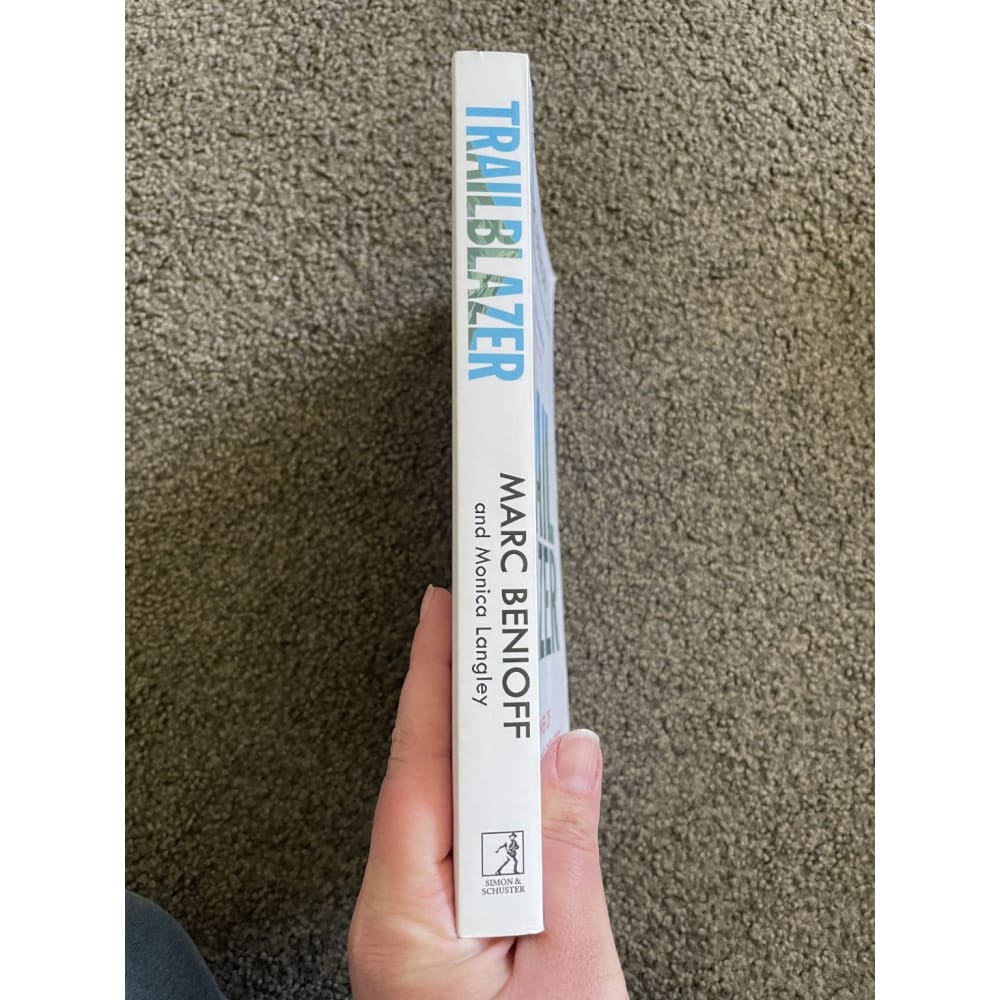 TRAILBLAZER
MARC BENIOFF
and Monica Langley
SIMON &
SCHUSTER